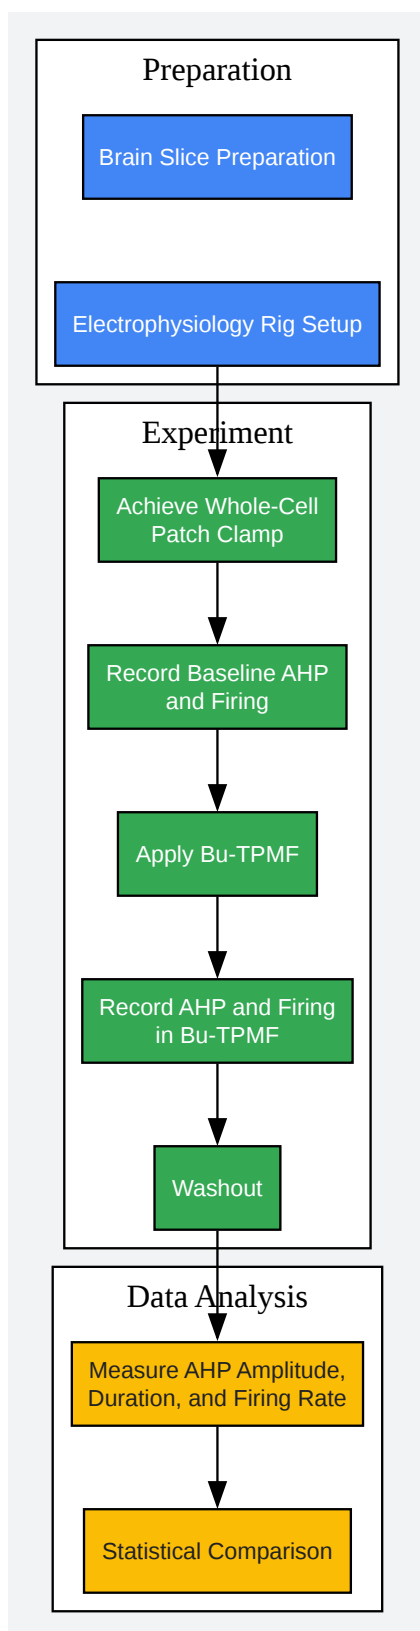 Preparation
Brain Slice Preparation
Electrophysiology Rig Setup
Experiment
Achieve Whole-Cell
Patch Clamp
Record Baseline AHP
and Firing
Apply Bu-TPMF
Record AHP and Firing
in Bu-TPMF
Washout
Data Analysis
Measure AHP Amplitude,
Duration, and Firing Rate
Statistical Comparison